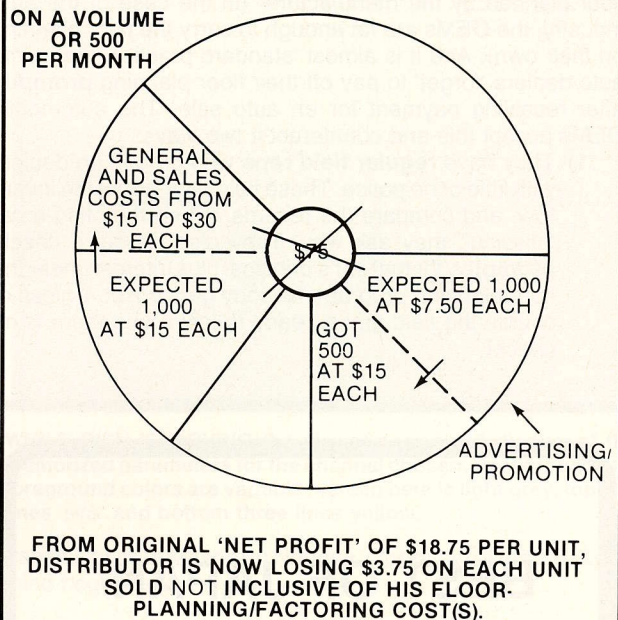 ON A VOLUME
OR 500
PER MONTH
GENERAL
AND SALES
COSTS FROM
$15 TO $30
EACH
$.75
EXPECTED
1,000
AT $15 EACH
EXPECTED 1,000
AT $7.50 EACH
GOT
500
AT $15
EACH
ADVERTISING/
PROMOTION
FROM ORIGINAL 'NET PROFIT' OF $18.75 PER UNIT,
DISTRIBUTOR IS NOW LOSING $3.75 ON EACH UNIT
SOLD NOT INCLUSIVE OF HIS FLOOR-
PLANNING/FACTORING COST(S).